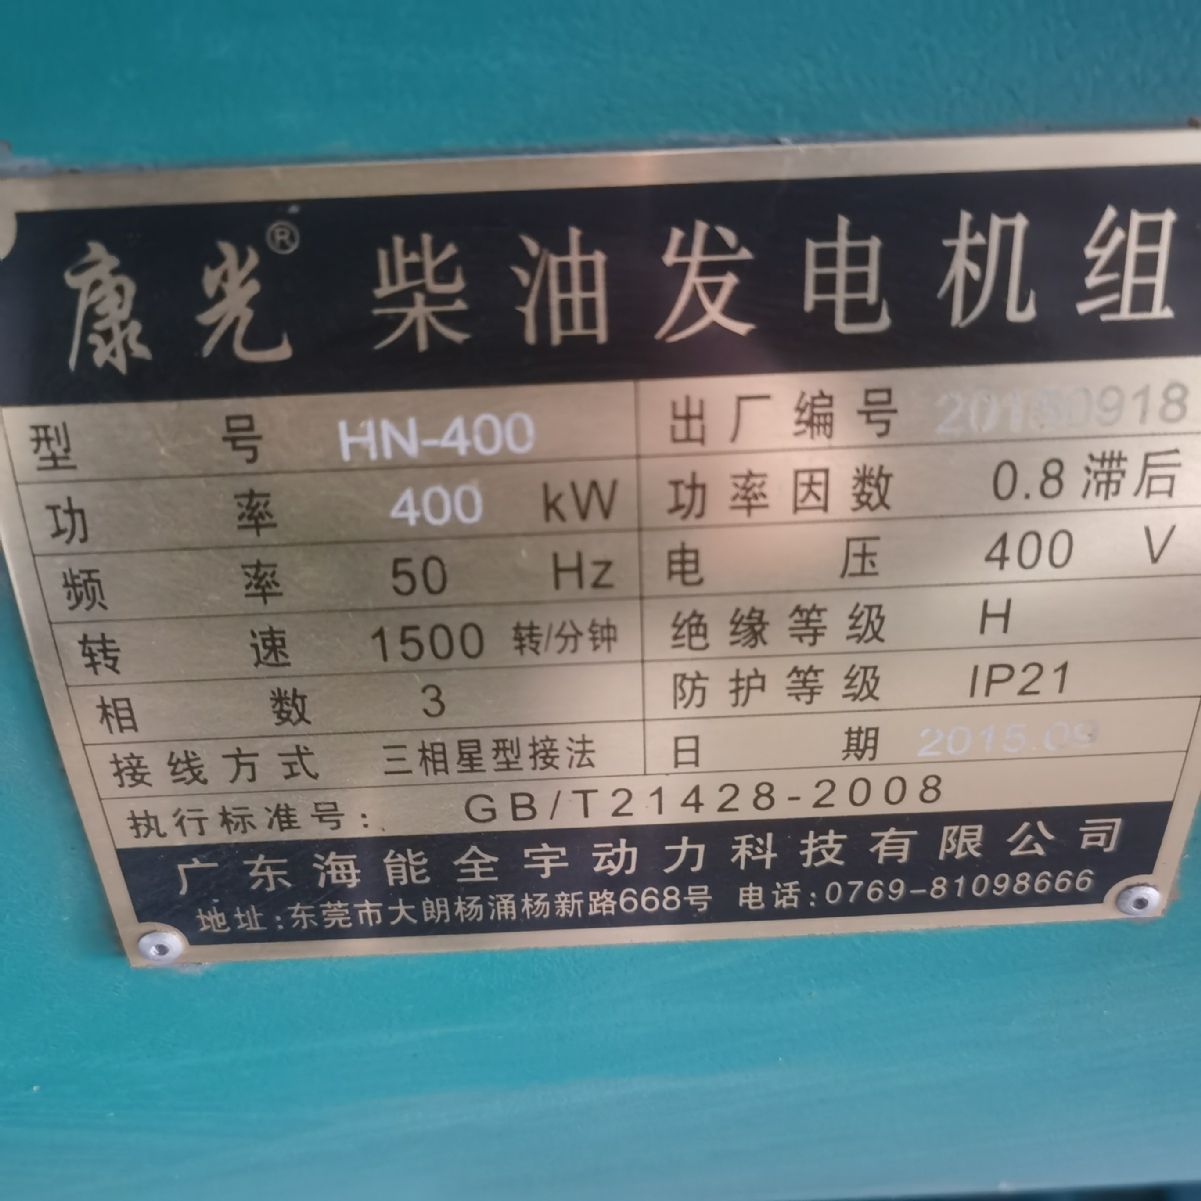 康光® 柴油发电机组
型号 HN-400 出厂编号 20150918
功率 400 kW 功率因数 0.8 滞后
频率 50 Hz 电压 400 V
转速 1500 转/分钟 绝缘等级 H
相数 3 防护等级 IP21
接线方式 三相星型接法 日期 2015.09
执行标准号: GB/T21428-2008
广东海能全宇动力科技有限公司
地址:东莞市大朗杨涌杨新路668号 电话:0769-81098666